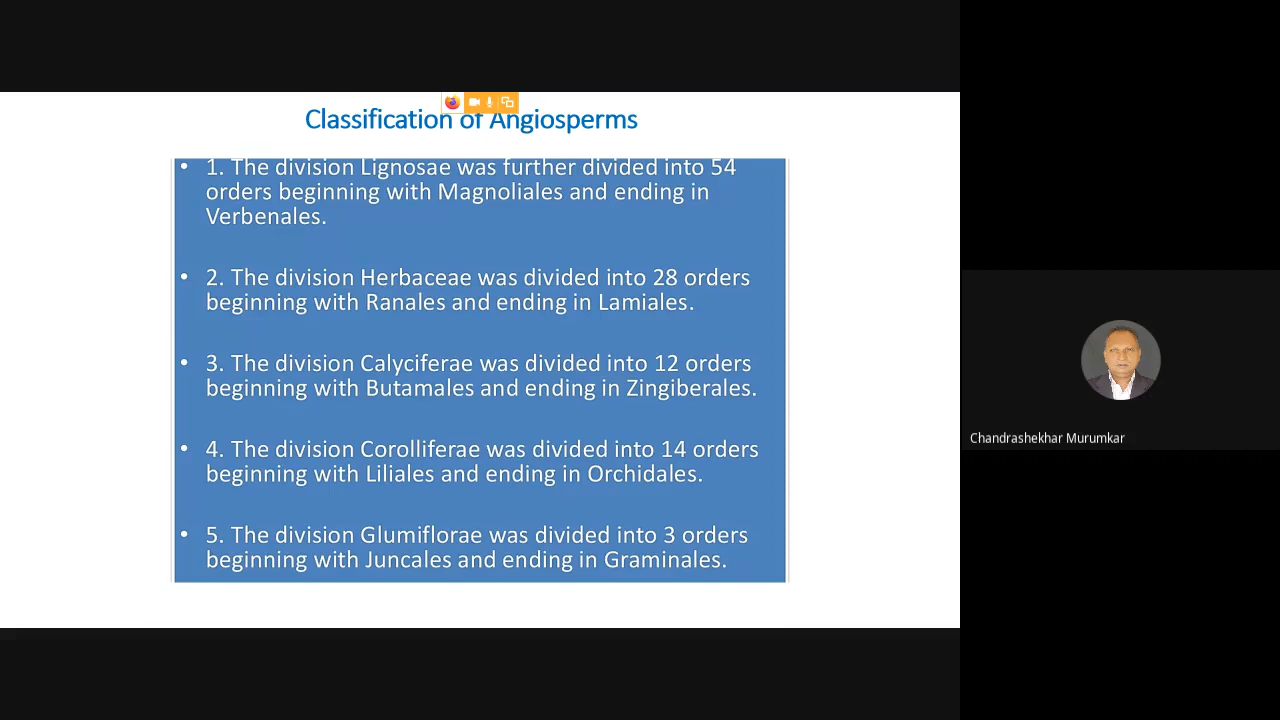 Classification of Angiosperms
• 1. The division Lignosae was further divided into 54
orders beginning with Magnoliales and ending in
Verbenales.
• 2. The division Herbaceae was divided into 28 orders
beginning with Ranales and ending in Lamiales.
• 3. The division Calyciferae was divided into 12 orders
beginning with Butamales and ending in Zingiberales.
• 4. The division Corolliferae was divided into 14 orders
beginning with Liliales and ending in Orchidales.
• 5. The division Glumiflorae was divided into 3 orders
beginning with Juncales and ending in Graminales.
Chandrashekhar Murumkar